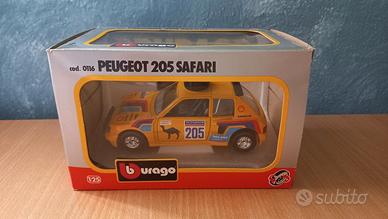 cod. 0116 PEUGEOT 205 SAFARI
205
1:25
burago
subito